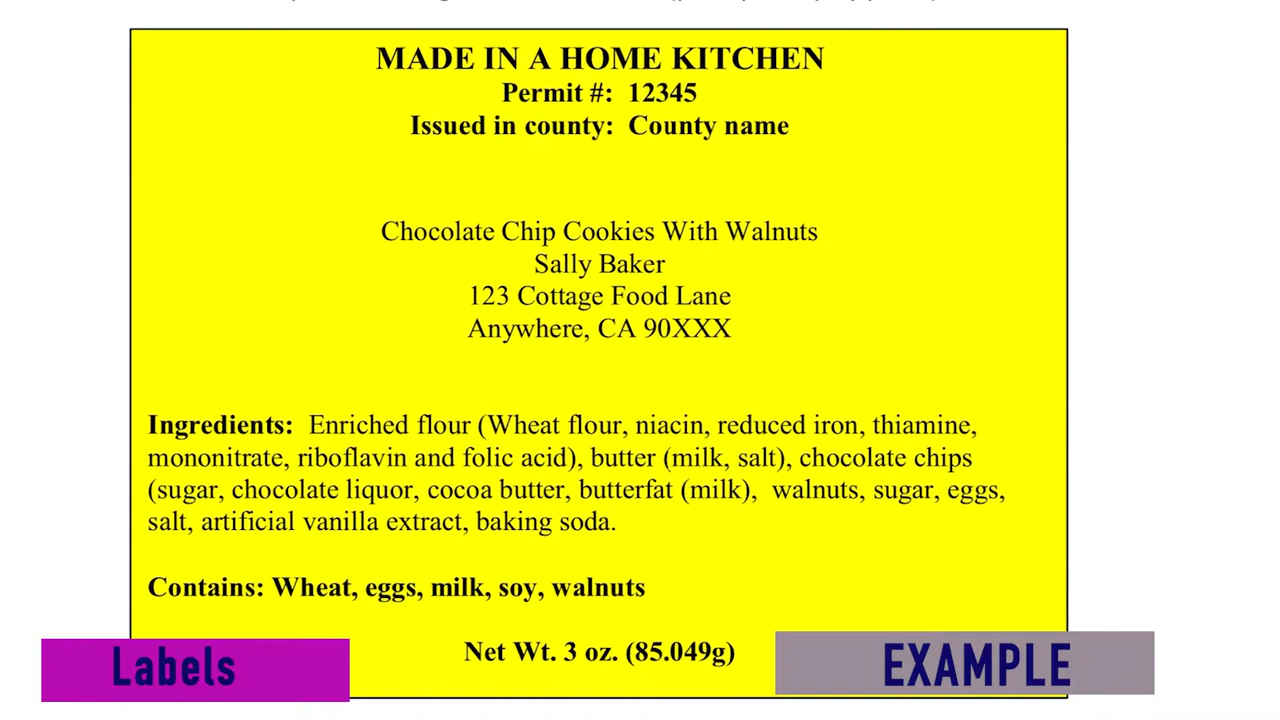 MADE IN A HOME KITCHEN
Permit #: 12345
Issued in county: County name
Chocolate Chip Cookies With Walnuts
Sally Baker
123 Cottage Food Lane
Anywhere, CA 90XXX
Ingredients: Enriched flour (Wheat flour, niacin, reduced iron, thiamine,
mononitrate, riboflavin and folic acid), butter (milk, salt), chocolate chips
(sugar, chocolate liquor, cocoa butter, butterfat (milk), walnuts, sugar, eggs,
salt, artificial vanilla extract, baking soda.
Contains: Wheat, eggs, milk, soy, walnuts
Net Wt. 3 oz. (85.049g)
Labels
EXAMPLE